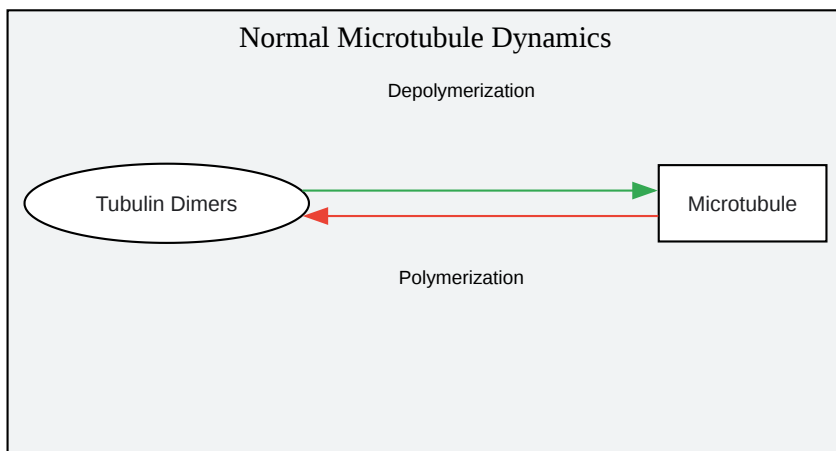 Normal Microtubule Dynamics
Depolymerization
Tubulin Dimers
Microtubule
Polymerization